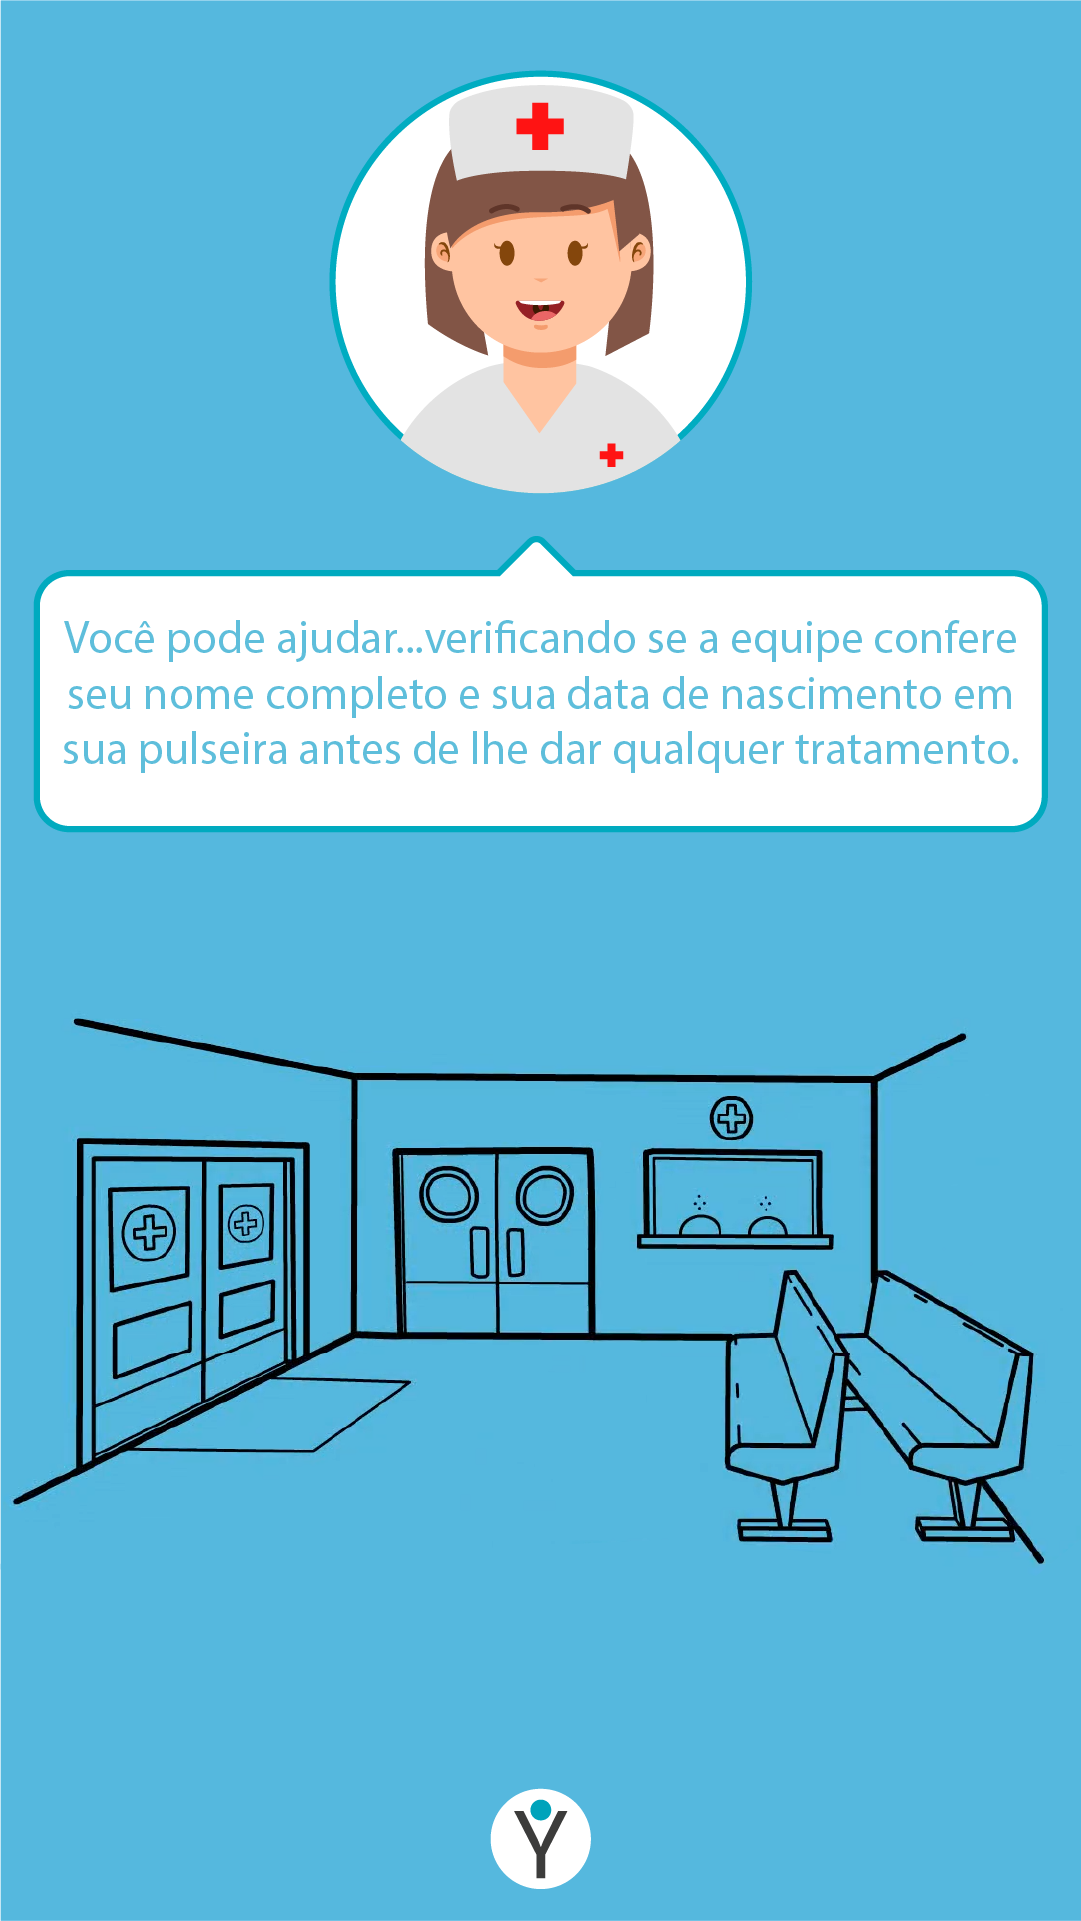 Você pode ajudar...verificando se a equipe confere
seu nome completo e sua data de nascimento em
sua pulseira antes de lhe dar qualquer tratamento.